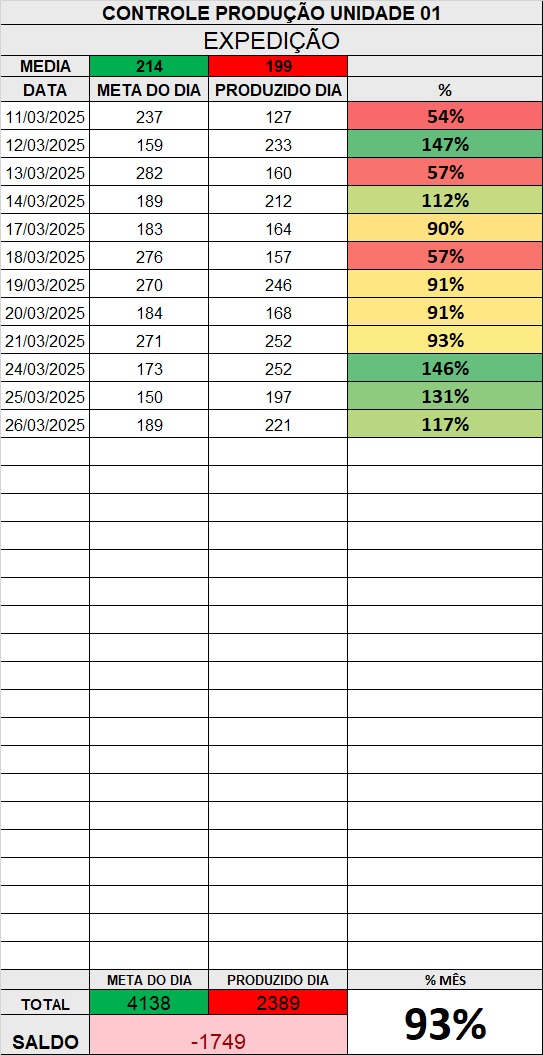 CONTROLE PRODUÇÃO UNIDADE 01
EXPEDIÇÃO
MEDIA 214 199
DATA META DO DIA PRODUZIDO DIA %
11/03/2025 237 127 54%
12/03/2025 159 233 147%
13/03/2025 282 160 57%
14/03/2025 189 212 112%
17/03/2025 183 164 90%
18/03/2025 276 157 57%
19/03/2025 270 246 91%
20/03/2025 184 168 91%
21/03/2025 271 252 93%
24/03/2025 173 252 146%
25/03/2025 150 197 131%
26/03/2025 189 221 117%
META DO DIA PRODUZIDO DIA % MÊS
TOTAL 4138 2389 93%
SALDO -1749